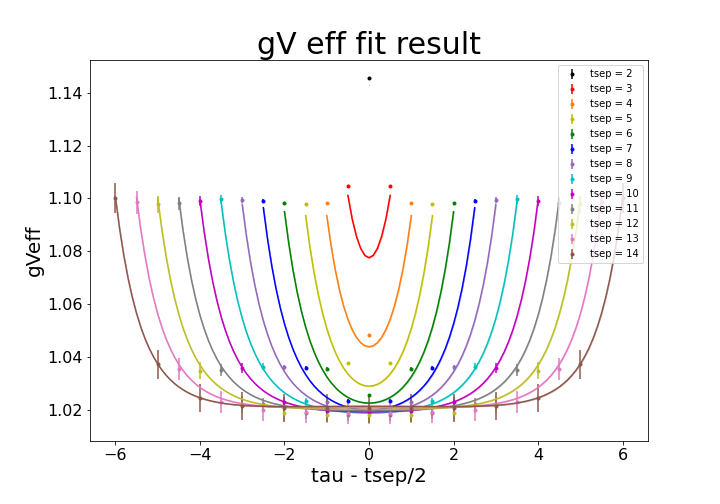 gV eff fit result
gVeff
1.14
1.12
1.10
1.08
1.06
1.04
1.02
−6
−4
−2
0
2
4
6
tau - tsep/2
tsep = 2
tsep = 3
tsep = 4
tsep = 5
tsep = 6
tsep = 7
tsep = 8
tsep = 9
tsep = 10
tsep = 11
tsep = 12
tsep = 13
tsep = 14